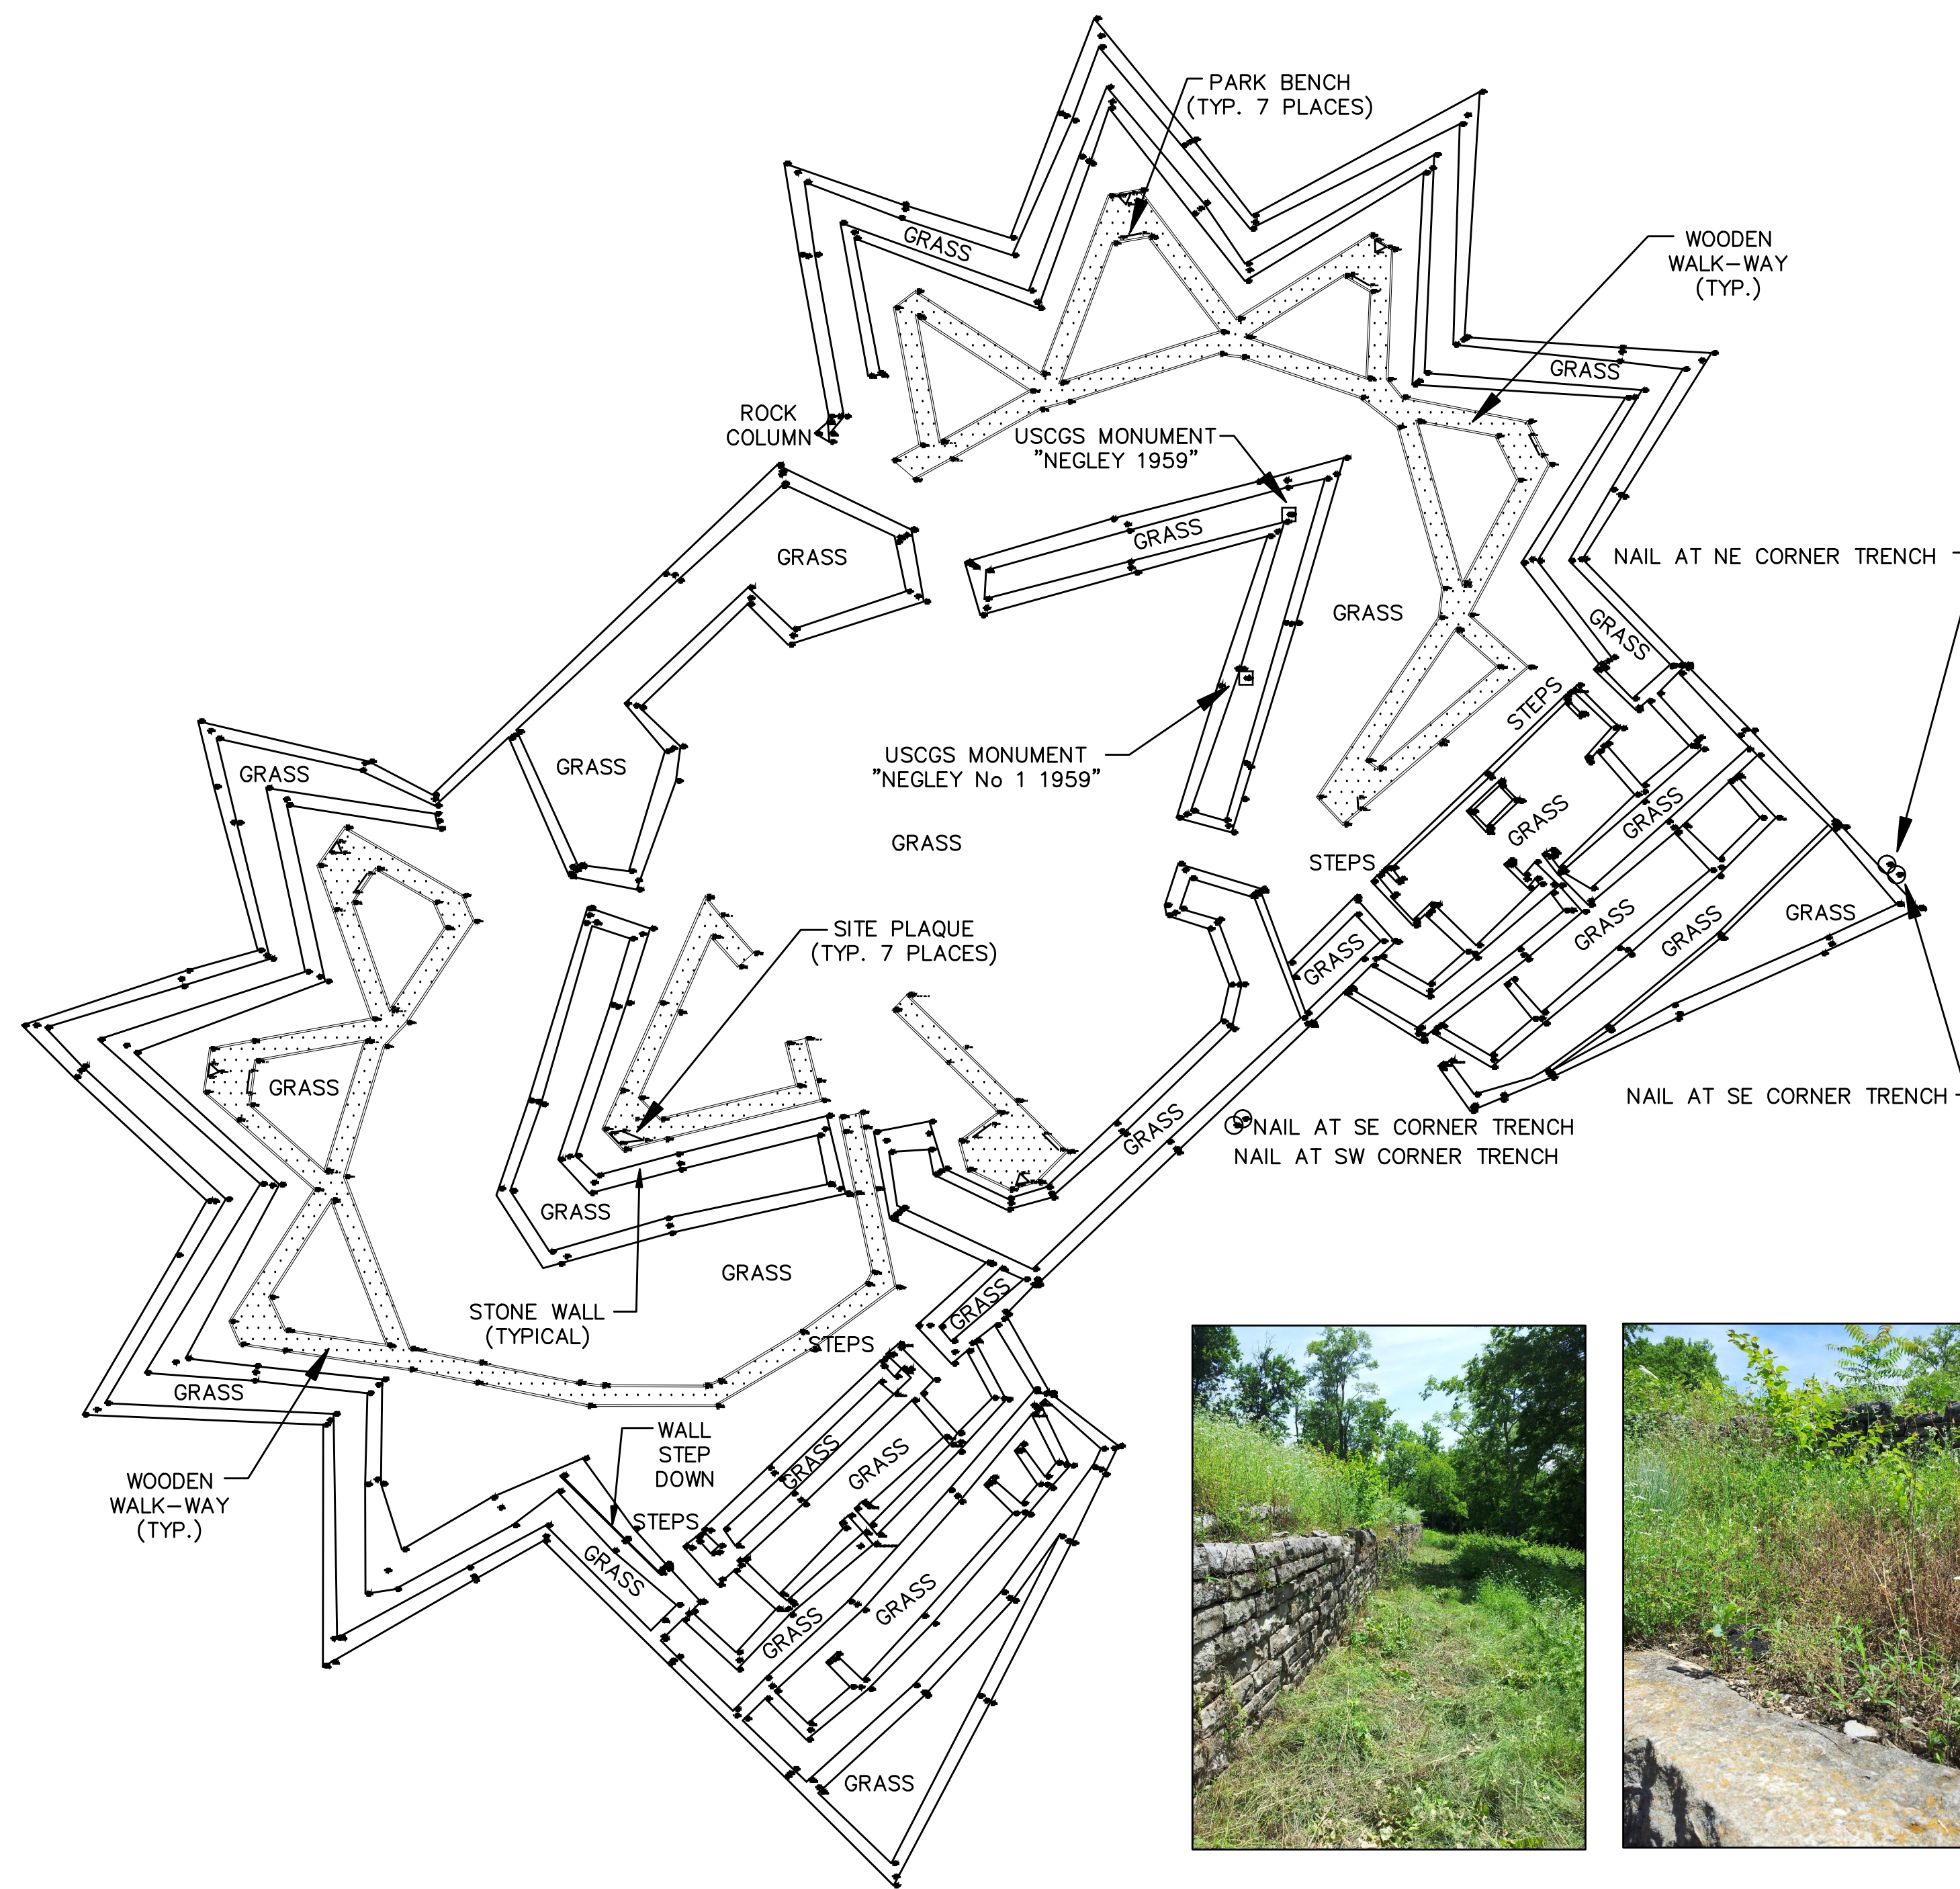 PARK BENCH
(TYP. 7 PLACES)
GRASS
WOODEN
WALK-WAY
(TYP.)
GRASS
ROCK
COLUMN
USCGS MONUMENT
"NEGLEY 1959"
GRASS
GRASS
NAIL AT NE CORNER TRENCH
GRASS
GRASS
STEPS
USCGS MONUMENT
"NEGLEY No 1 1959"
GRASS
GRASS
GRASS
GRASS
GRASS
STEPS
GRASS
GRASS
GRASS
SITE PLAQUE
(TYP. 7 PLACES)
GRASS
GRASS
NAIL AT SE CORNER TRENCH
GRASS
NAIL AT SE CORNER TRENCH
NAIL AT SW CORNER TRENCH
GRASS
GRASS
STONE WALL
(TYPICAL)
GRASS
STEPS
GRASS
WALL
STEP
DOWN
GRASS
GRASS
WOODEN
WALK-WAY
(TYP.)
STEPS
GRASS
GRASS
GRASS
GRASS